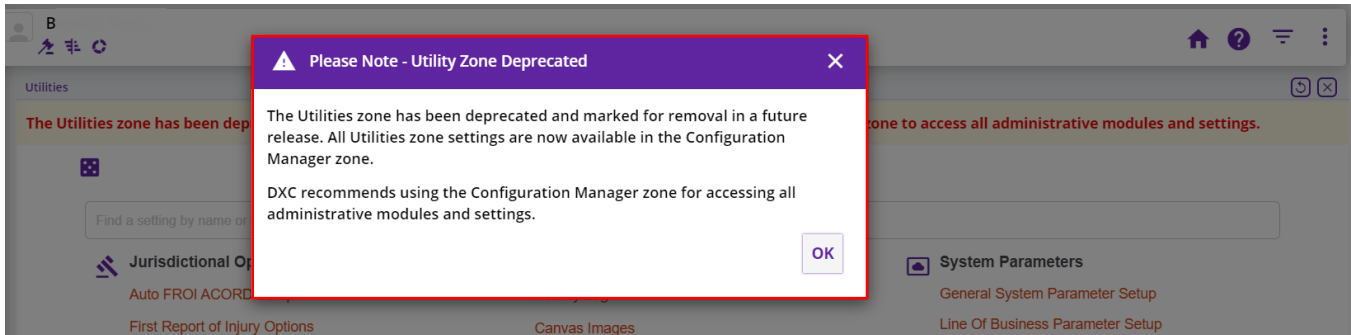 B
Please Note - Utility Zone Deprecated
Utilities
The Utilities zone has been dep
zone to access all administrative modules and settings.
The Utilities zone has been deprecated and marked for removal in a future
release. All Utilities zone settings are now available in the Configuration
Manager zone.
DXC recommends using the Configuration Manager zone for accessing all
administrative modules and settings.
OK
Find a setting by name or
Jurisdictional Op
System Parameters
Auto FROI ACORD
General System Parameter Setup
First Report of Injury Options
Canvas Images
Line Of Business Parameter Setup